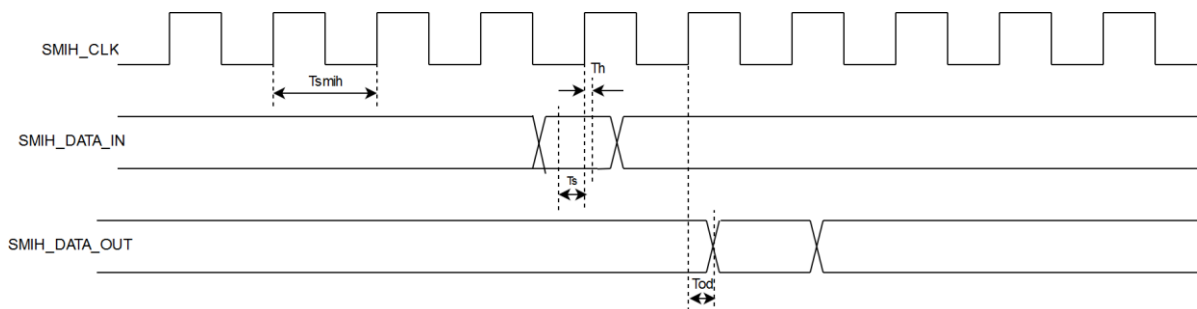 SMIH_CLK
Th
Tsmih
SMIH_DATA_IN
Ts
SMIH_DATA_OUT
Tod